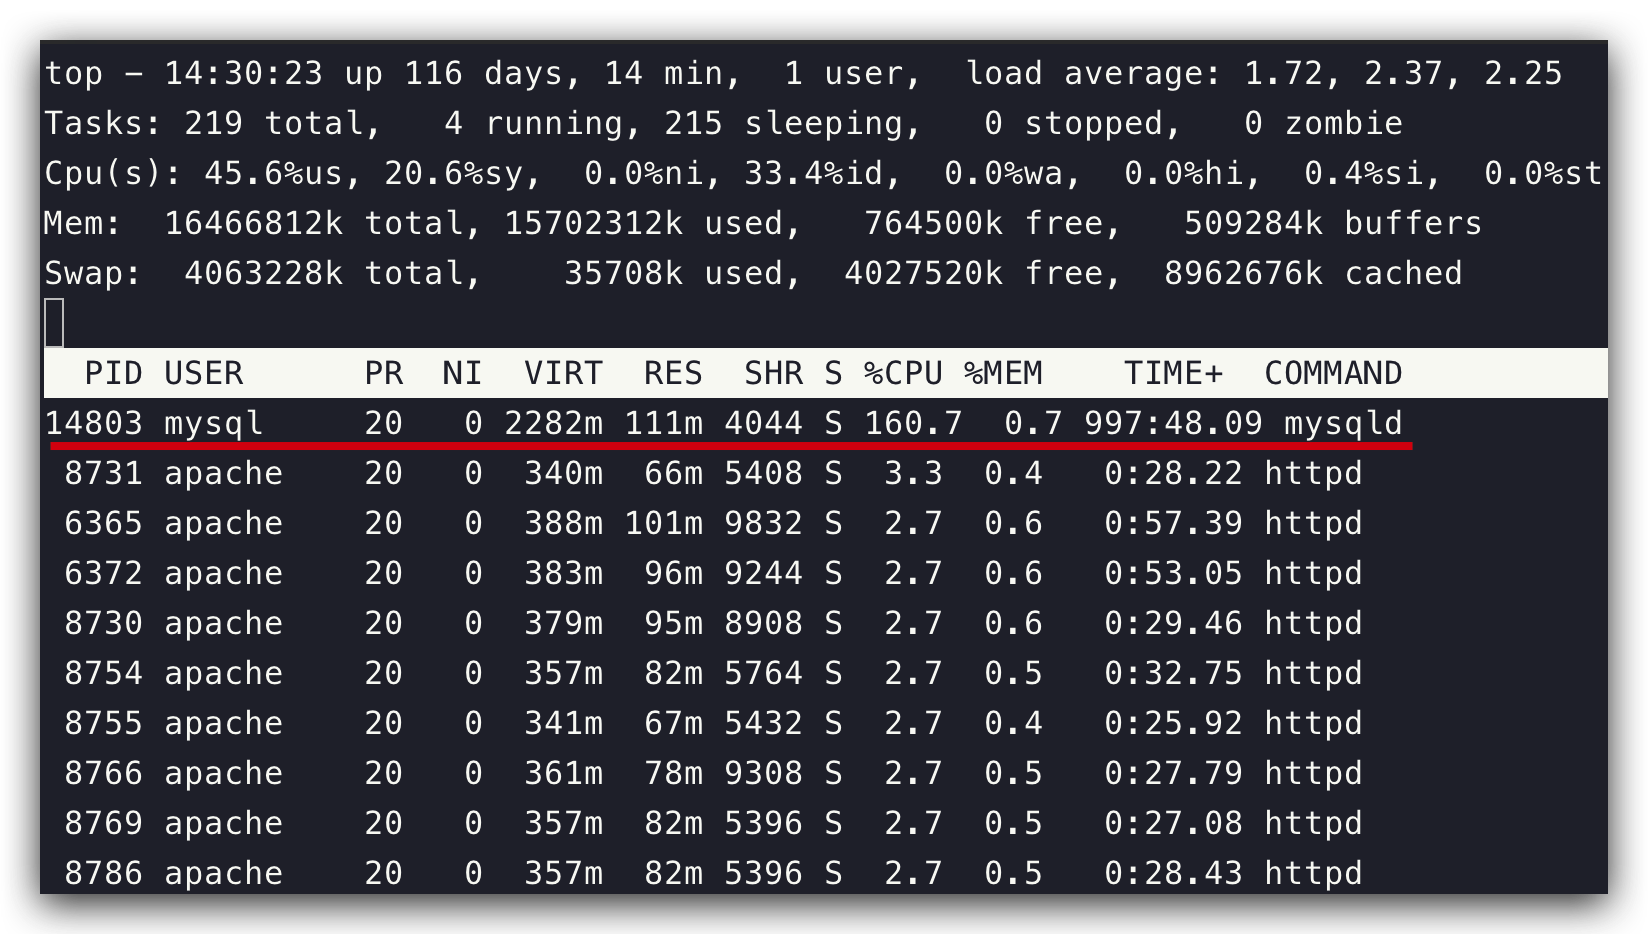 top - 14:30:23 up 116 days, 14 min,  1 user,  load average: 1.72, 2.37, 2.25
Tasks: 219 total,   4 running, 215 sleeping,   0 stopped,   0 zombie
Cpu(s): 45.6%us, 20.6%sy,  0.0%ni, 33.4%id,  0.0%wa,  0.0%hi,  0.4%si,  0.0%st
Mem:  16466812k total, 15702312k used,   764500k free,   509284k buffers
Swap:  4063228k total,    35708k used,  4027520k free,  8962676k cached
  PID USER      PR  NI  VIRT  RES  SHR S %CPU %MEM    TIME+  COMMAND
14803 mysql     20   0 2282m 111m 4044 S 160.7  0.7 997:48.09 mysqld
 8731 apache    20   0  340m  66m 5408 S  3.3  0.4   0:28.22 httpd
 6365 apache    20   0  388m 101m 9832 S  2.7  0.6   0:57.39 httpd
 6372 apache    20   0  383m  96m 9244 S  2.7  0.6   0:53.05 httpd
 8730 apache    20   0  379m  95m 8908 S  2.7  0.6   0:29.46 httpd
 8754 apache    20   0  357m  82m 5764 S  2.7  0.5   0:32.75 httpd
 8755 apache    20   0  341m  67m 5432 S  2.7  0.4   0:25.92 httpd
 8766 apache    20   0  361m  78m 9308 S  2.7  0.5   0:27.79 httpd
 8769 apache    20   0  357m  82m 5396 S  2.7  0.5   0:27.08 httpd
 8786 apache    20   0  357m  82m 5396 S  2.7  0.5   0:28.43 httpd